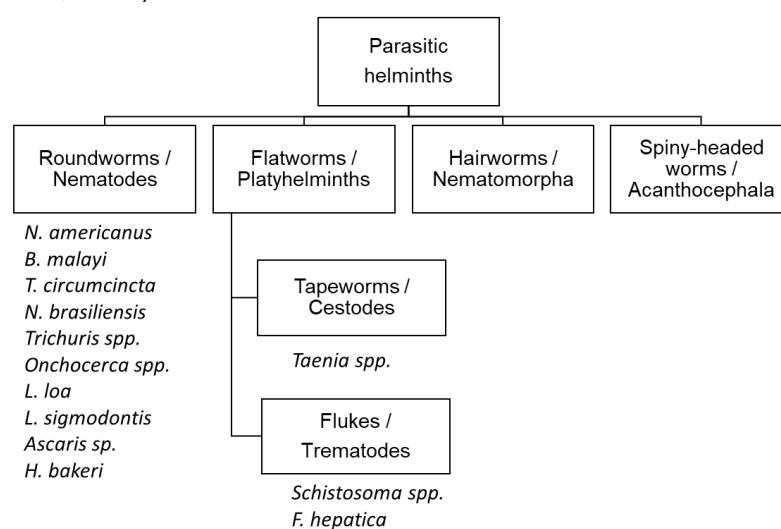 Parasitic
helminths
Roundworms /
Nematodes
Flatworms /
Platyhelminths
Hairworms /
Nematomorpha
Spiny-headed
worms /
Acanthocephala
N. americanus
B. malayi
T. circumcincta
N. brasiliensis
Trichuris spp.
Onchocerca spp.
L. loa
L. sigmodontis
Ascaris sp.
H. bakeri
Tapeworms /
Cestodes
Taenia spp.
Flukes /
Trematodes
Schistosoma spp.
F. hepatica